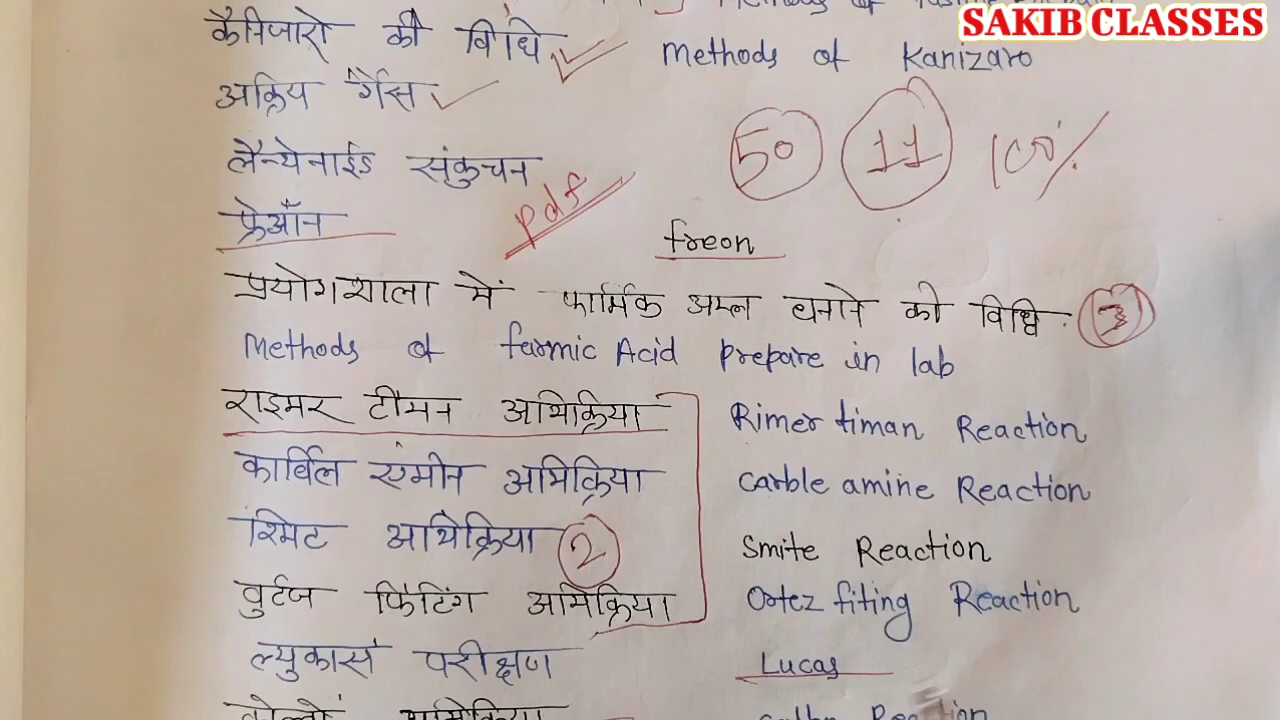 SAKIB CLASSES
कैनिजारो की विधि methods of Kanizaro
अक्रिय गैस
50 11 100%
लैन्थेनाईड संकुचन
pdf
फ्रेऑन freon
प्रयोगशाला में फार्मिक अम्ल बनाने की विधि 3
Methods of farmic Acid prepare in lab
राइमर टीमन अभिक्रिया Rimer timan Reaction
कार्बिल एमीन अभिक्रिया Carble amine Reaction
स्मिट अभिक्रिया 2 Smite Reaction
वुर्टज फिटिंग अभिक्रिया Ortez fiting Reaction
ल्युकास परीक्षण Lucas